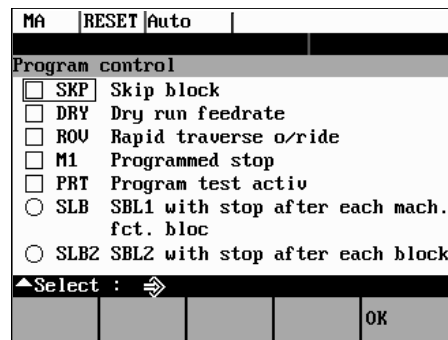 MA RESET Auto
Program control
SKP Skip block
DRY Dry run feedrate
ROV Rapid traverse o/ride
M1 Programmed stop
PRT Program test activ
SLB SBL1 with stop after each mach.
fct. bloc
SLB2 SBL2 with stop after each block
Select :
OK